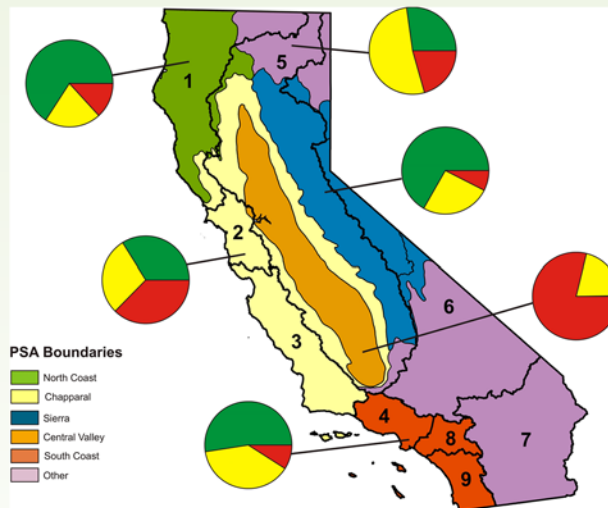 1
5
2
3
6
4
8
7
9
PSA Boundaries
North Coast
Chapparal
Sierra
Central Valley
South Coast
Other